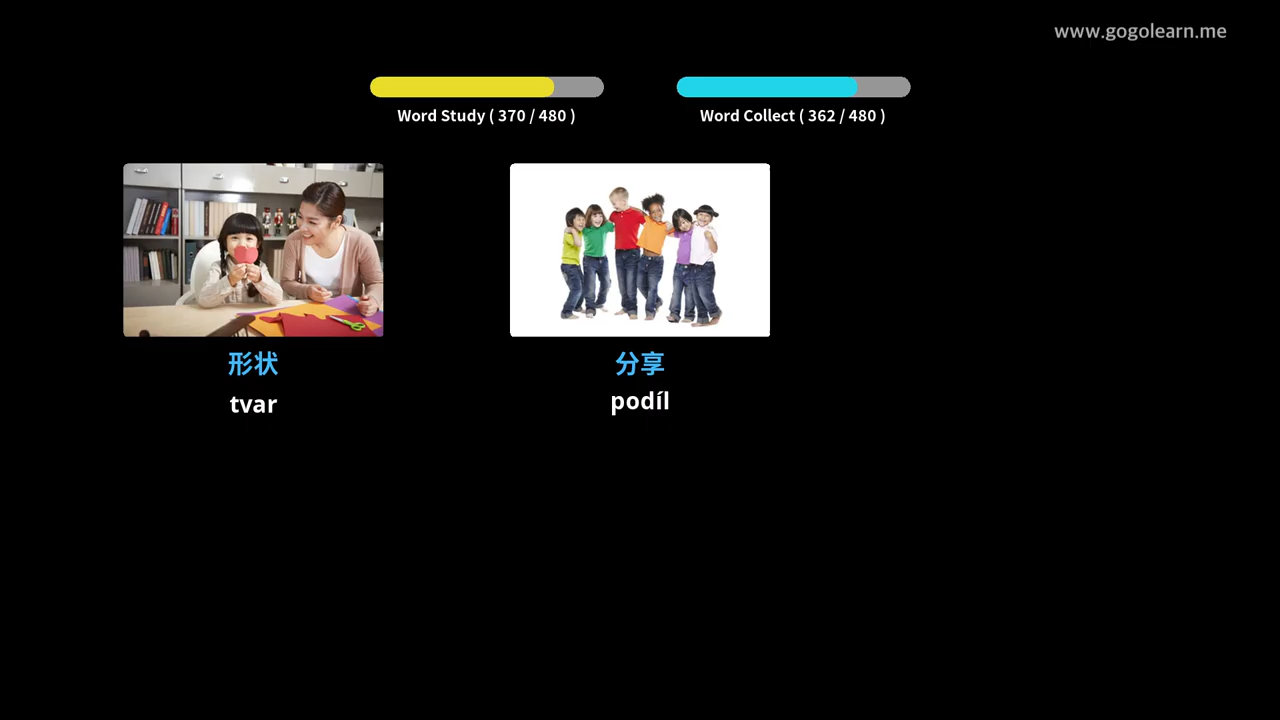 www.gogolearn.me
Word Study ( 370 / 480 )
Word Collect ( 362 / 480 )
形状
tvar
分享
podíl